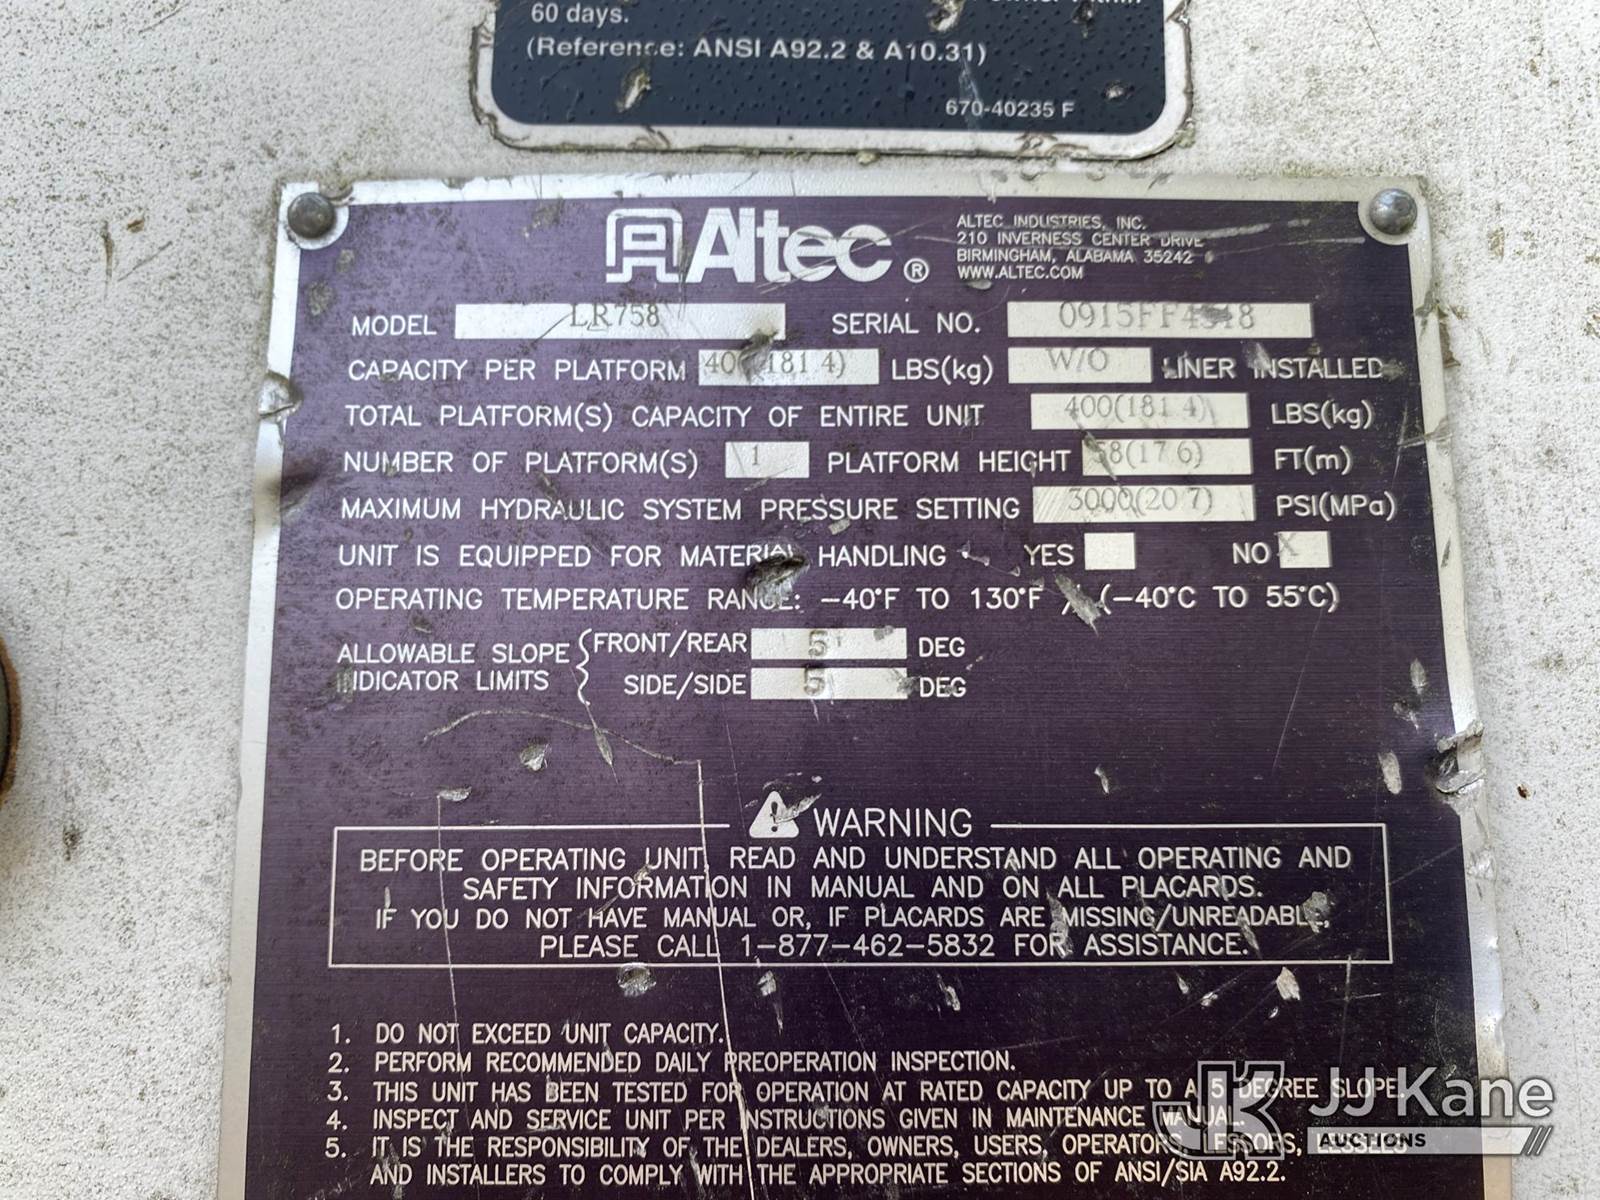 60 days.
(Reference: ANSI A92.2 & A10.31)
670-40235 F
Altec ®
ALTEC INDUSTRIES, INC.
210 INVERNESS CENTER DRIVE
BIRMINGHAM, ALABAMA 35242
WWW.ALTEC.COM
MODEL LR758 SERIAL NO.
CAPACITY PER PLATFORM LBS(kg) W/O LINER INSTALLED
TOTAL PLATFORM(S) CAPACITY OF ENTIRE UNIT 400(181.4) LBS(kg)
NUMBER OF PLATFORM(S) 1 PLATFORM HEIGHT 58(17.6) FT(m)
MAXIMUM HYDRAULIC SYSTEM PRESSURE SETTING 3000(20.7) PSI(MPa)
UNIT IS EQUIPPED FOR MATERIAL HANDLING YES NO X
OPERATING TEMPERATURE RANGE: -40°F TO 130°F / (-40°C TO 55°C)
ALLOWABLE SLOPE INDICATOR LIMITS
FRONT/REAR 5 DEG
SIDE/SIDE 5 DEG
WARNING
BEFORE OPERATING UNIT, READ AND UNDERSTAND ALL OPERATING AND
SAFETY INFORMATION IN MANUAL AND ON ALL PLACARDS.
IF YOU DO NOT HAVE MANUAL OR, IF PLACARDS ARE MISSING/UNREADABLE,
PLEASE CALL 1-877-462-5832 FOR ASSISTANCE.
1. DO NOT EXCEED UNIT CAPACITY.
2. PERFORM RECOMMENDED DAILY PREOPERATION INSPECTION.
3. THIS UNIT HAS BEEN TESTED FOR OPERATION AT RATED CAPACITY UP TO A 5 DEGREE SLOPE.
4. INSPECT AND SERVICE UNIT PER INSTRUCTIONS GIVEN IN MAINTENANCE MANUAL.
5. IT IS THE RESPONSIBILITY OF THE DEALERS, OWNERS, USERS, OPERATORS, LESSORS, LESSEES
AND INSTALLERS TO COMPLY WITH THE APPROPRIATE SECTIONS OF ANSI/SIA A92.2.
JJ Kane
AUCTIONS